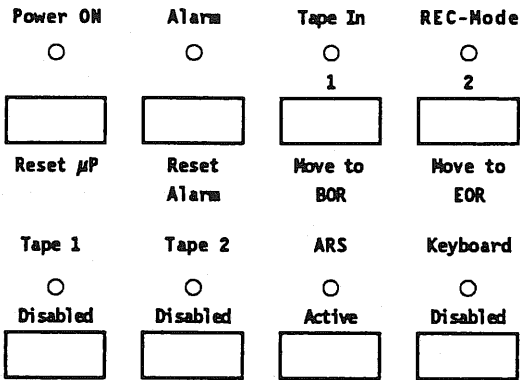 Power ON Alarm Tape In REC-Mode
1 2
Reset µP Reset Move to Move to
Alarm BOR EOR
Tape 1 Tape 2 ARS Keyboard
Disabled Disabled Active Disabled